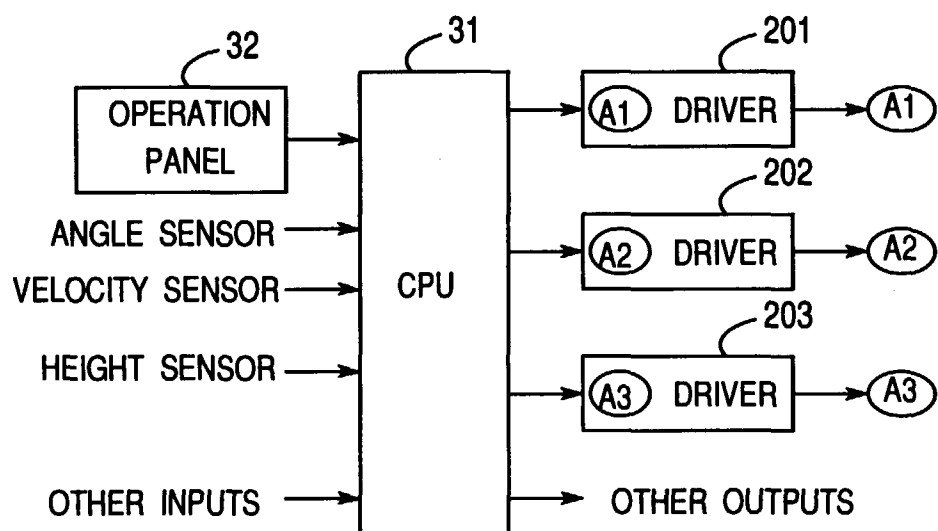 32
31
201
OPERATION
PANEL
A1 DRIVER
A1
202
ANGLE SENSOR
A2 DRIVER
A2
VELOCITY SENSOR
CPU
203
HEIGHT SENSOR
A3 DRIVER
A3
OTHER INPUTS
OTHER OUTPUTS